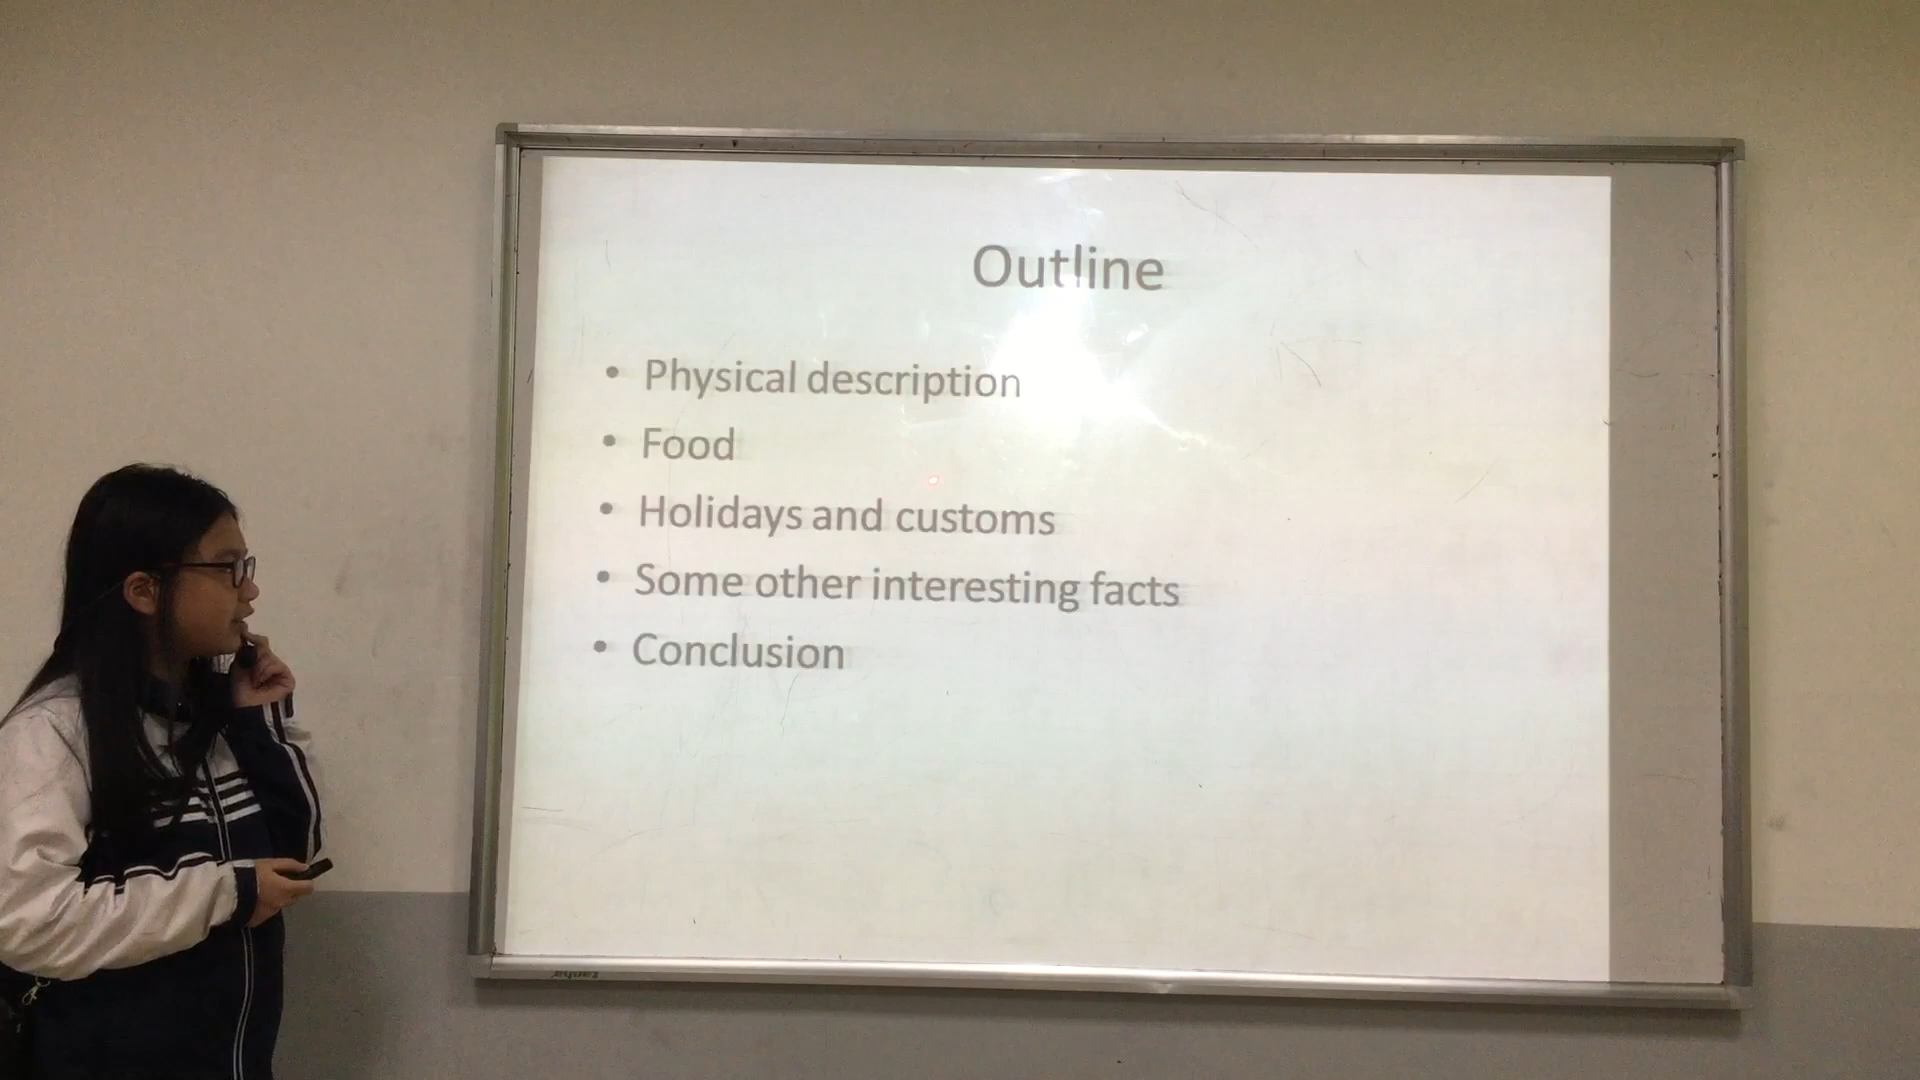 Outline
• Physical description
• Food
• Holidays and customs
• Some other interesting facts
• Conclusion